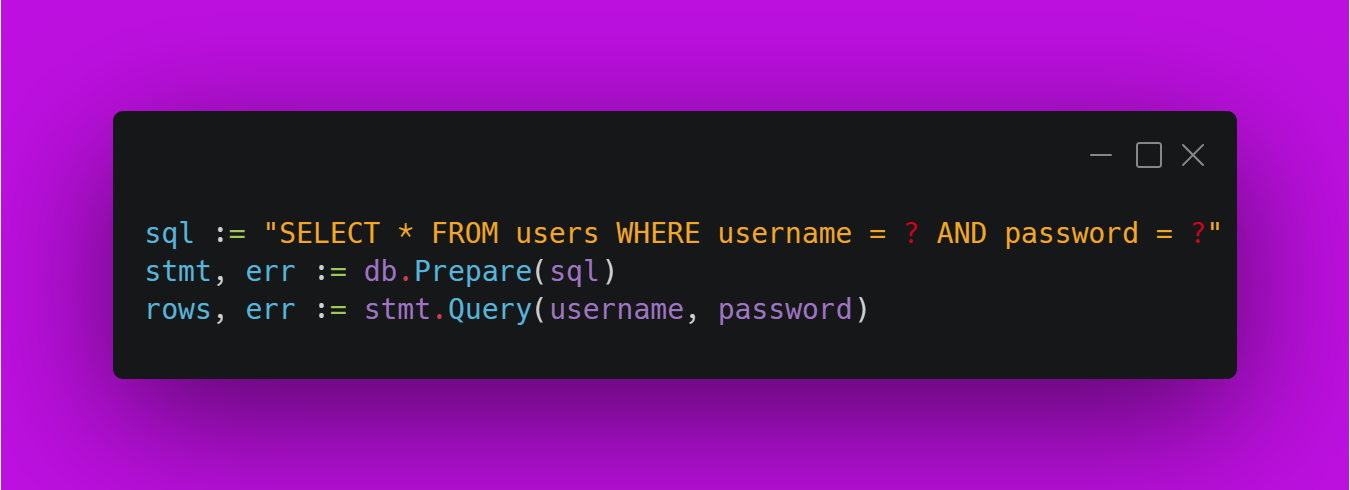 sql := "SELECT * FROM users WHERE username = ? AND password = ?"
stmt, err := db.Prepare(sql)
rows, err := stmt.Query(username, password)